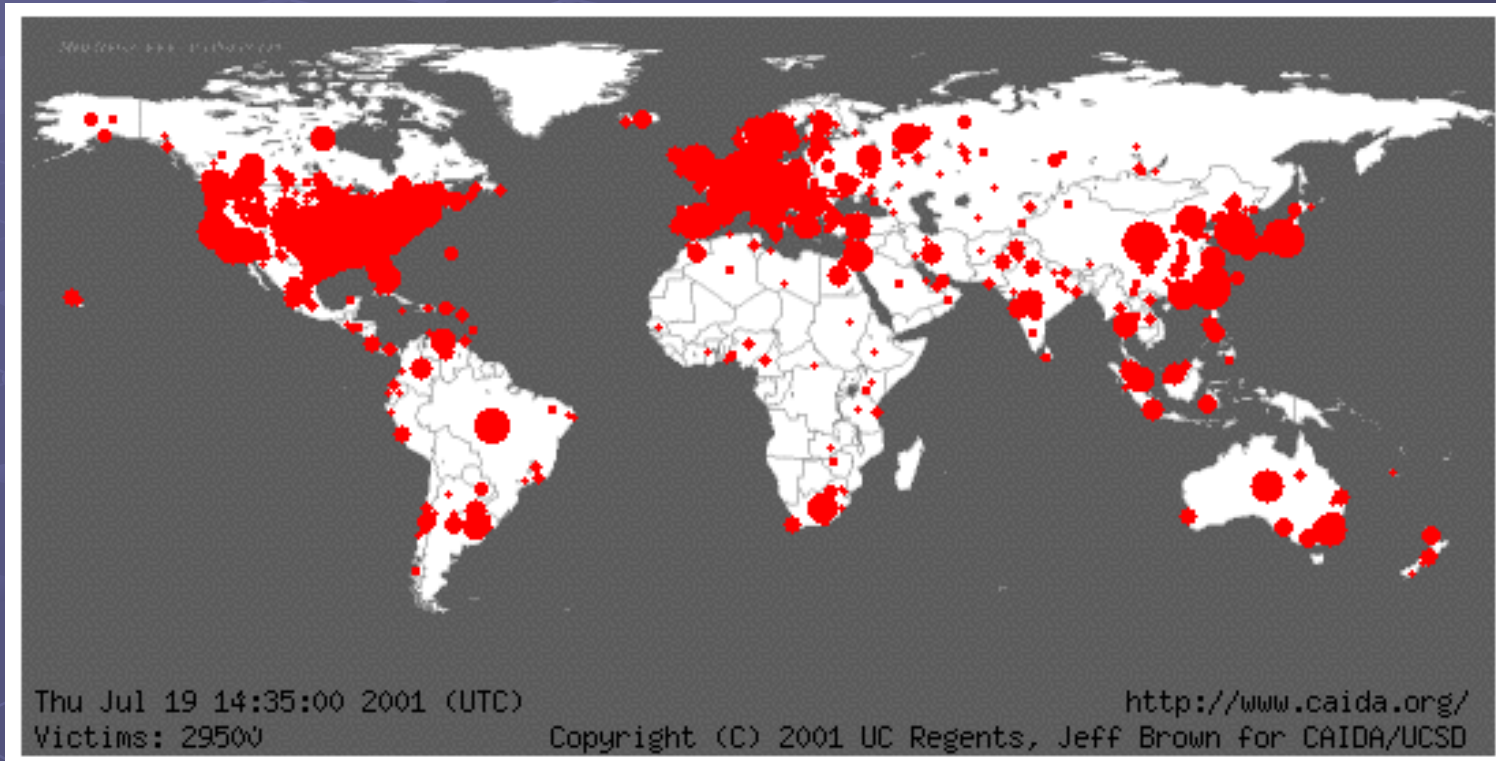 Thu Jul 19 14:35:00 2001 (UTC)
http://www.caida.org/
Victims:
Copyright (C) 2001 UC Regents, Jeff Brown for CAIDA/UCSD